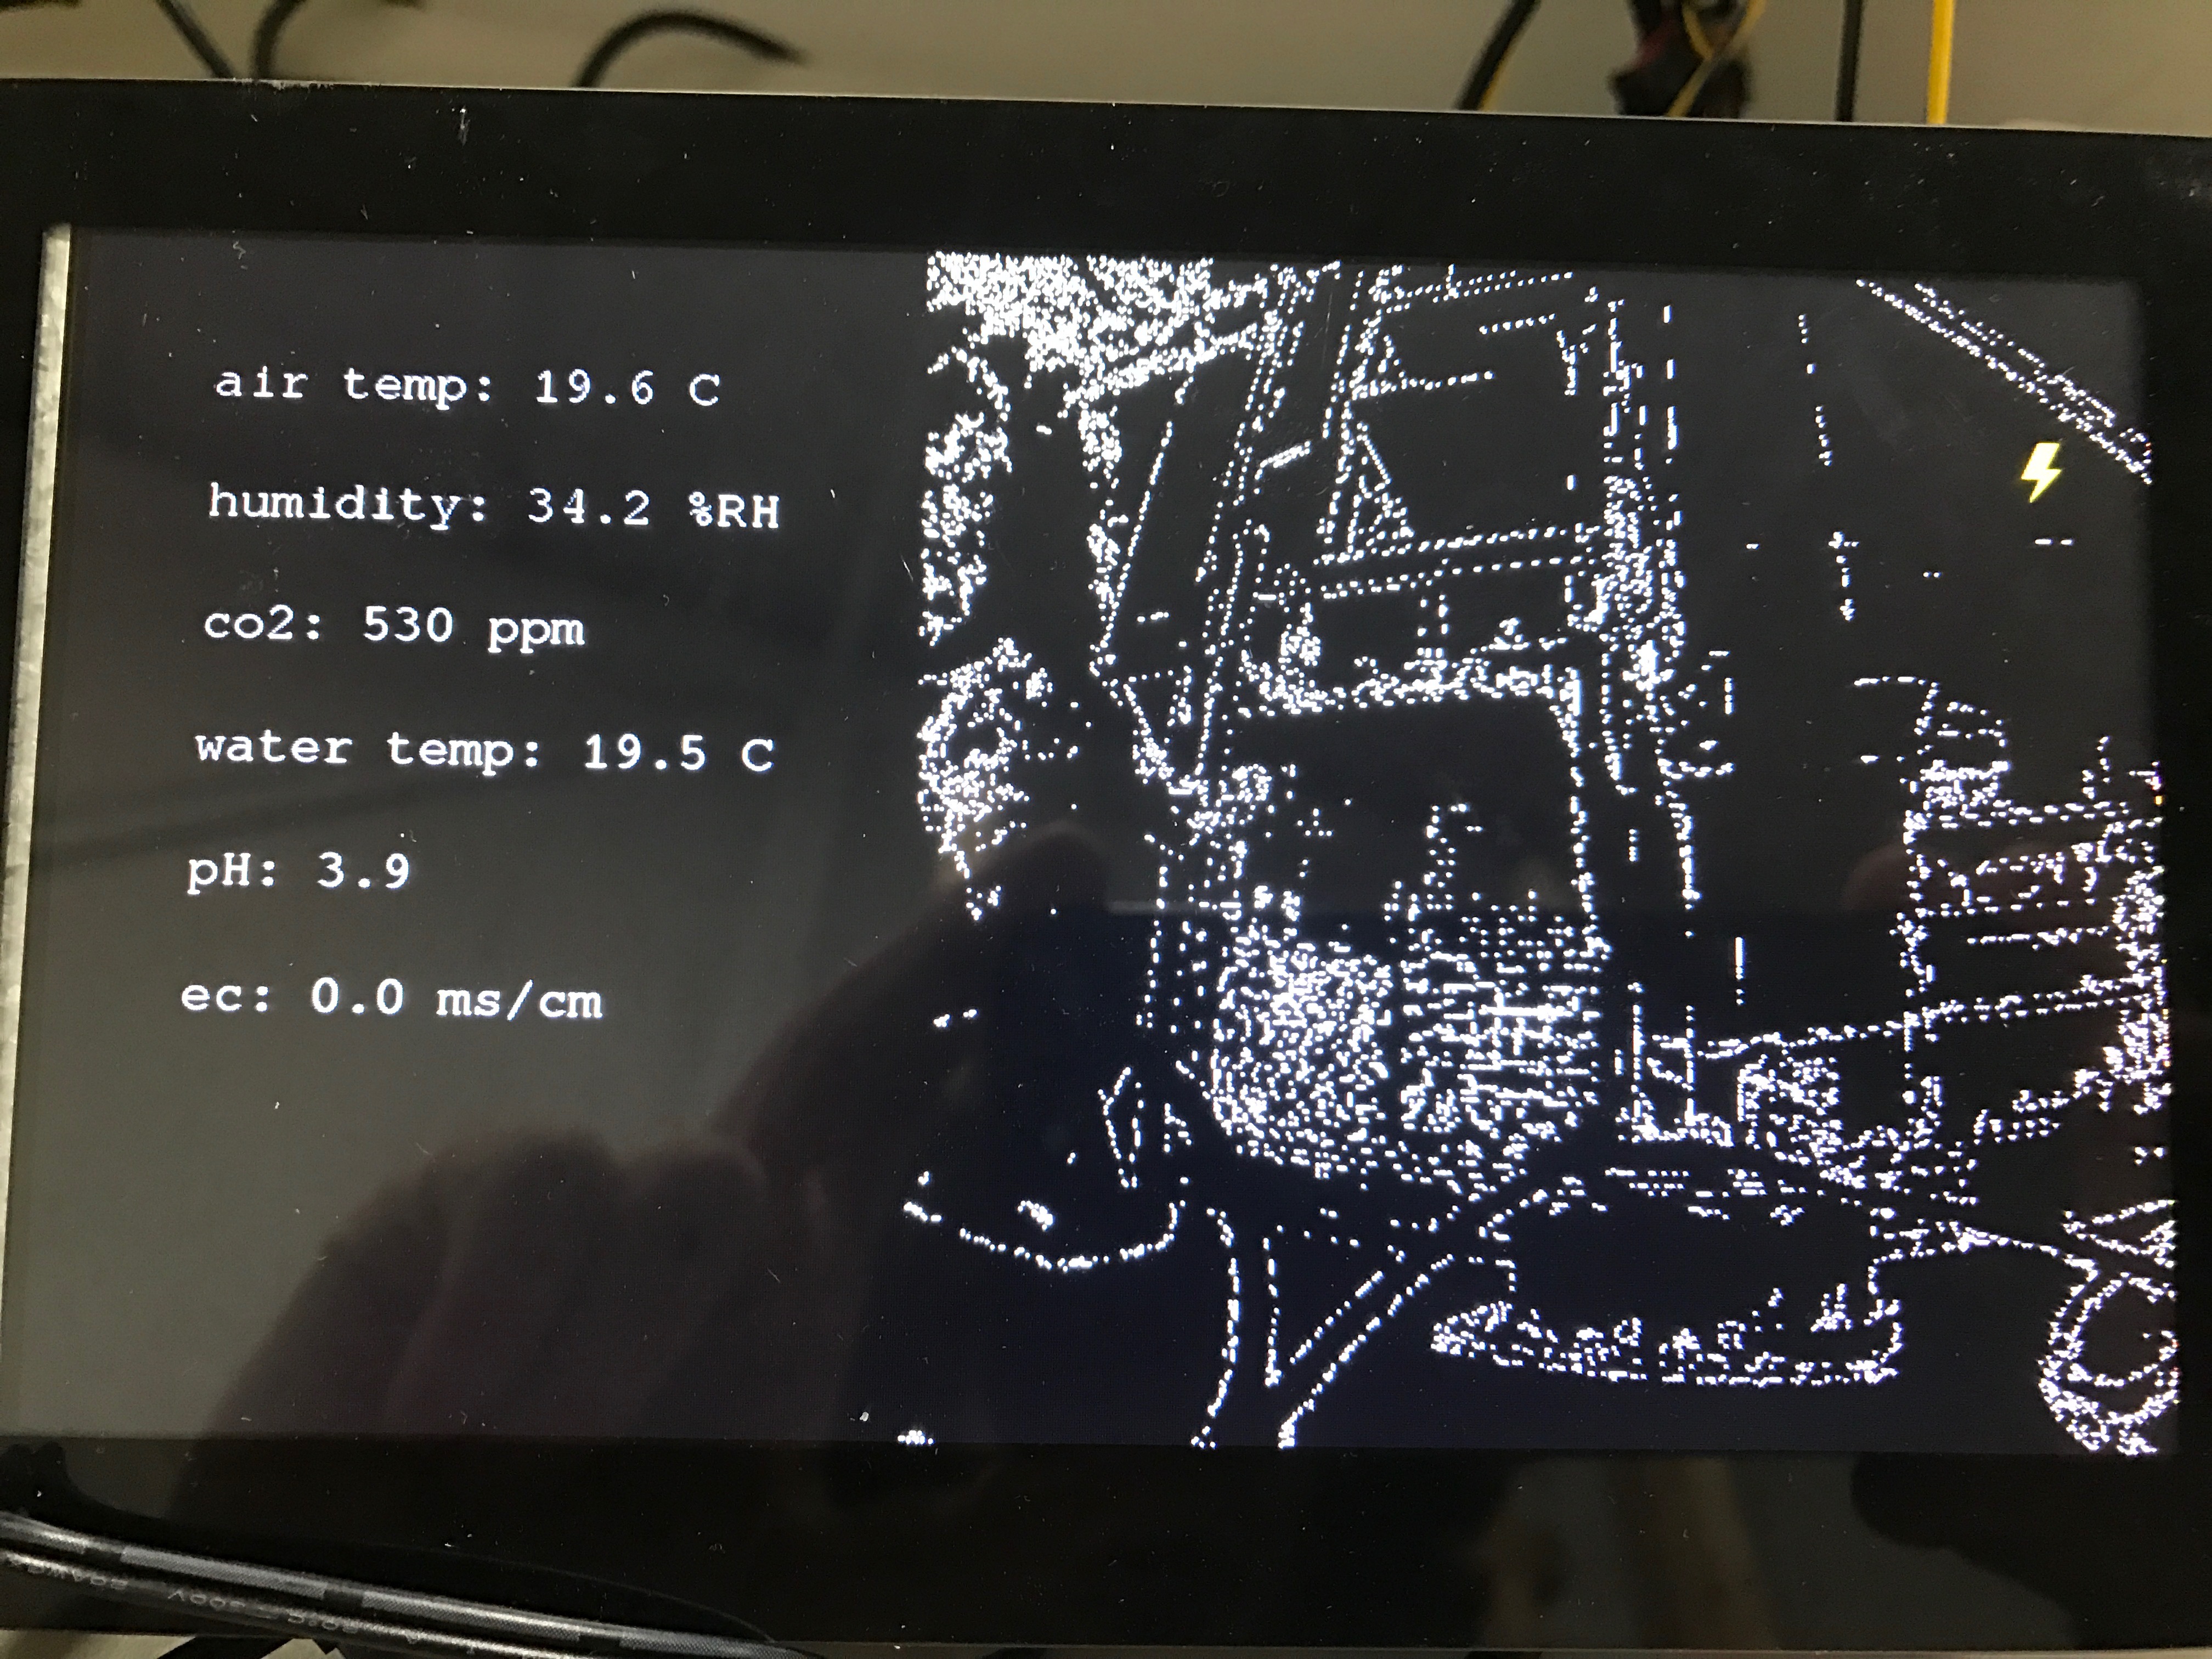 air temp: 19.6 C
humidity: 34.2 %RH
co2: 530 ppm
water temp: 19.5 C
pH: 3.9
ec: 0.0 ms/cm